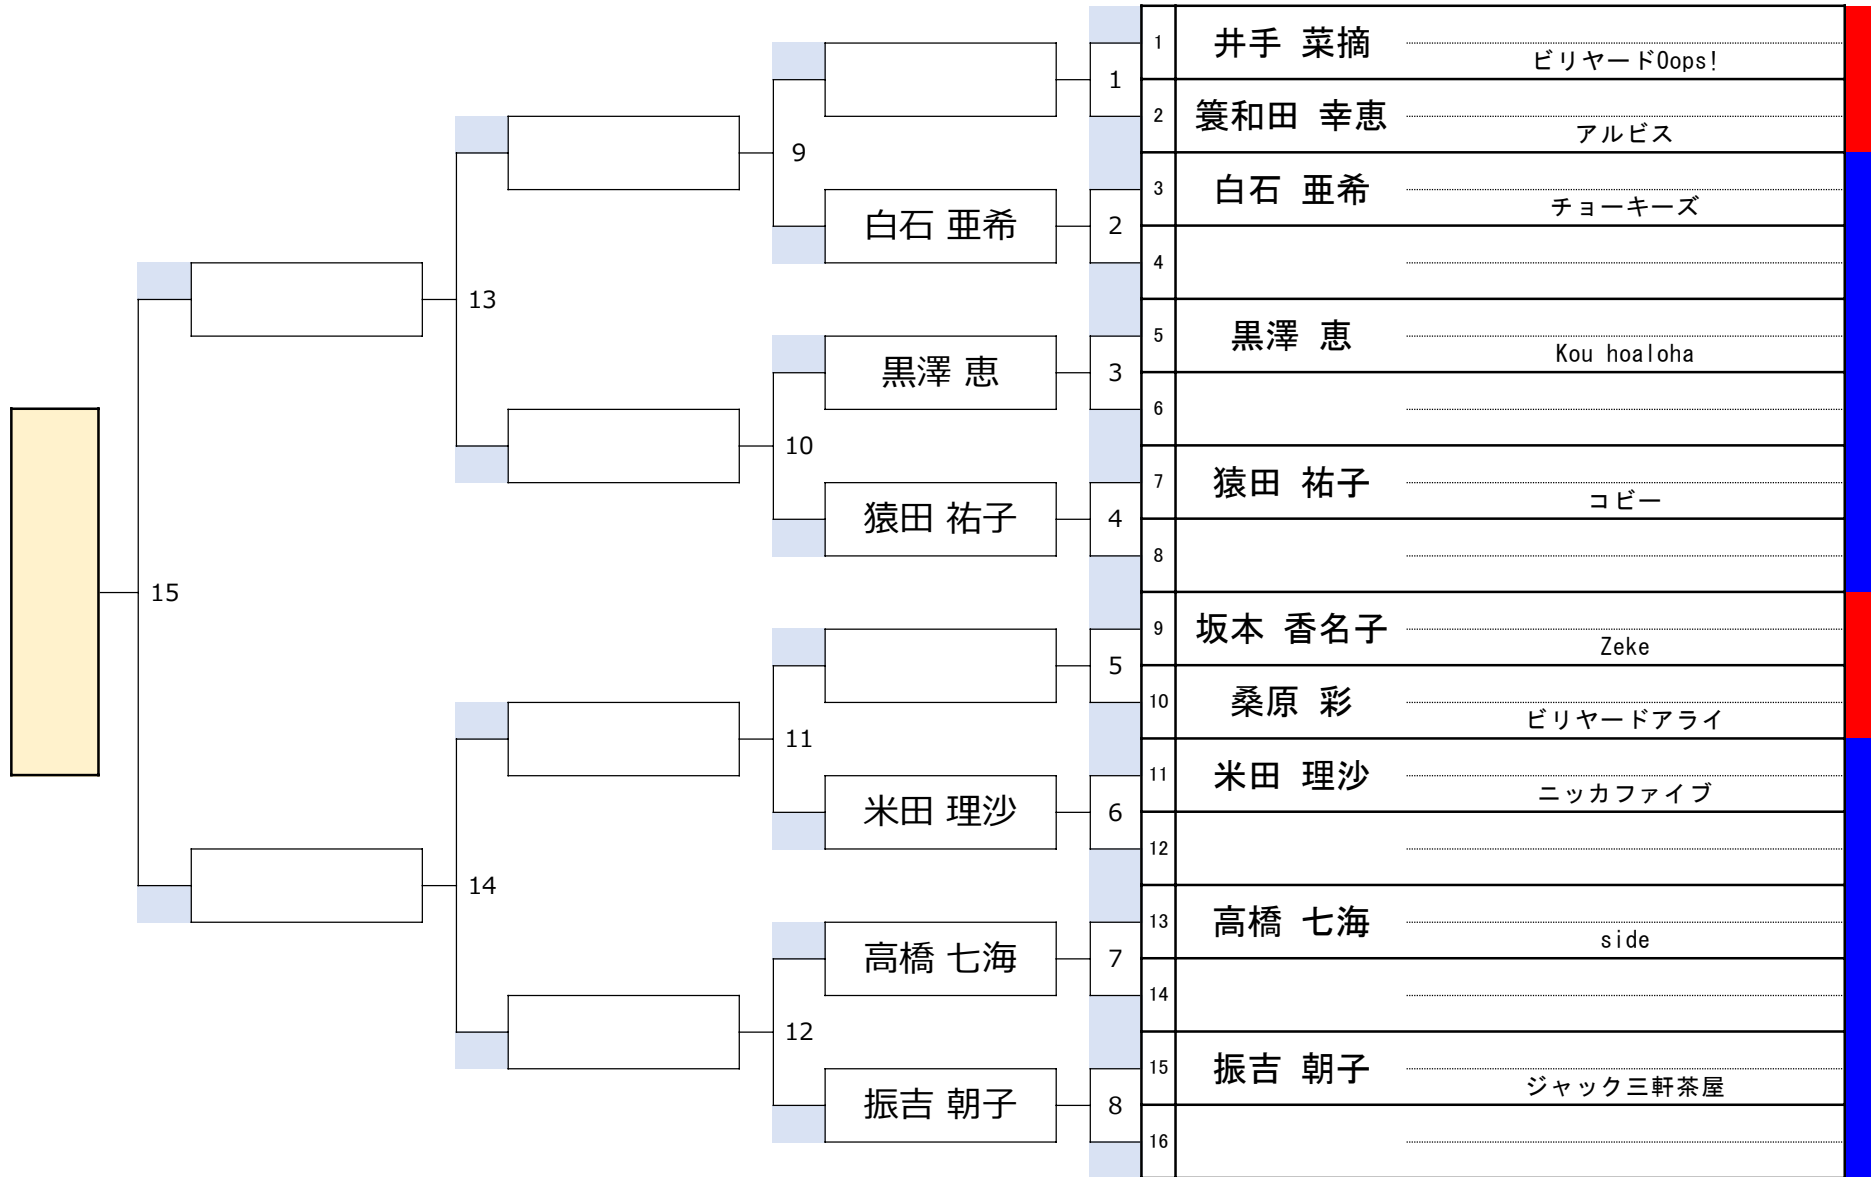 1
井手 菜摘
ビリヤードOops!
1
2
簑和田 幸恵
アルビス
9
3
白石 亜希
チョーキーズ
白石 亜希
2
4
13
5
黒澤 恵
Kou hoaloha
黒澤 恵
3
6
10
7
猿田 祐子
コビー
猿田 祐子
4
8
15
9
坂本 香名子
Zeke
5
10
桑原 彩
ビリヤードアライ
11
11
米田 理沙
ニッカファイブ
米田 理沙
6
12
14
13
高橋 七海
side
高橋 七海
7
14
12
15
振吉 朝子
ジャック三軒茶屋
振吉 朝子
8
16